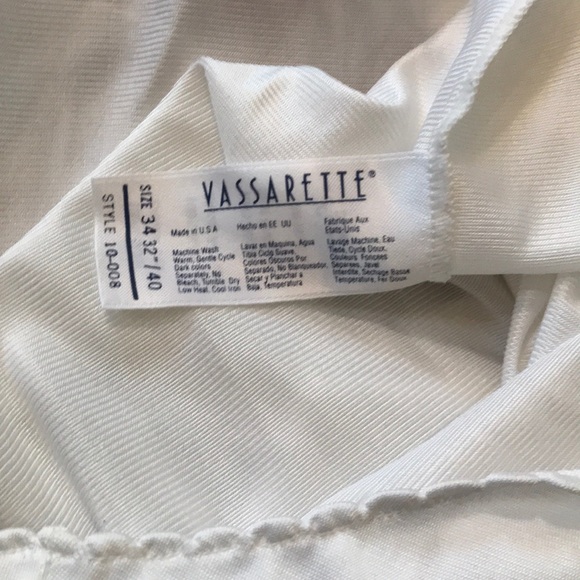 VASSARETTE®
Made in U.S.A
Machine Wash
Warm, Gentle Cycle
Dark colors
Separately, No
Bleach, Tumble Dry
Low Heat, Cool Iron
Hecho en EE UU
Lavar en Maquina, Agua
Tibia Ciclo Suave,
Colores Oscuros Por
Separado, No Blanqueador,
Secar y Planchar a
Baja, Temperatura
Fabrique Aux
Etats-Unis
Lavage Machine, Eau
Tiede, Cycle Doux,
Couleurs Foncees
Separees, Javel
Interdite, Sechage Basse
Temperature, Fer Doux
SIZE 34 32"/40
STYLE 10-008